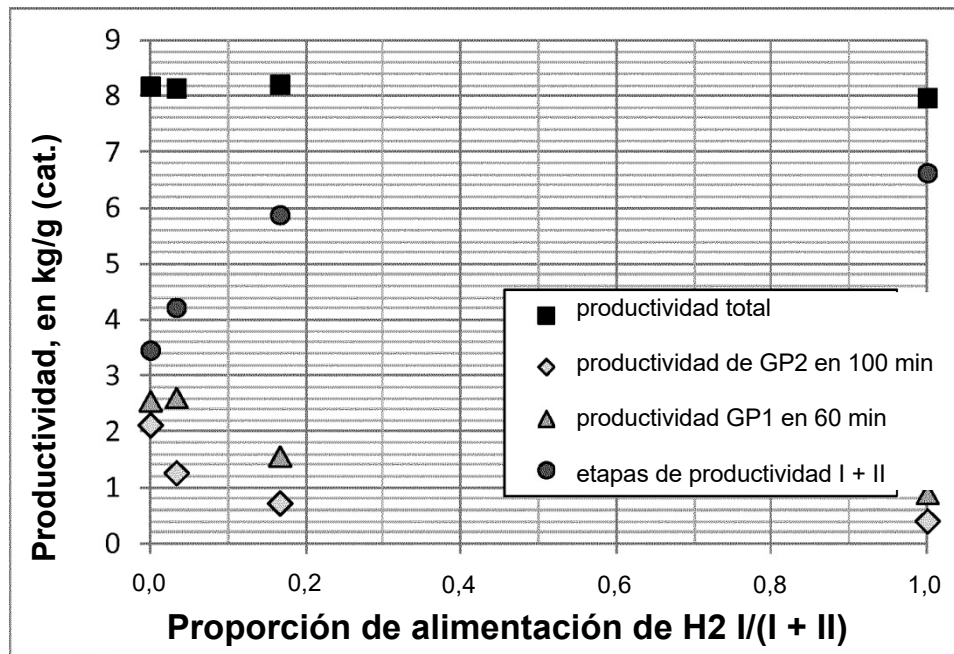 9
8
7
6
5
4
3
2
1
0
Productividad, en kg/g (cat.)
productividad total
productividad de GP2 en 100 min
productividad GP1 en 60 min
etapas de productividad I + II
0,0 0,2 0,4 0,6 0,8 1,0
Proporción de alimentación de H2 I/(I + II)